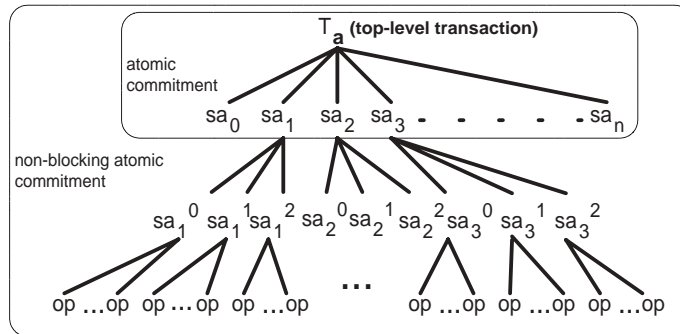 T_a (top-level transaction)
atomic
commitment
sa_0 sa_1 sa_2 sa_3 - - - - - sa_n
non-blocking atomic
commitment
sa_1^0 sa_1^1 sa_1^2 sa_2^0 sa_2^1 sa_2^2 sa_3^0 sa_3^1 sa_3^2
...
op ...op op ... op op ...op op ...op op ...op op ...op